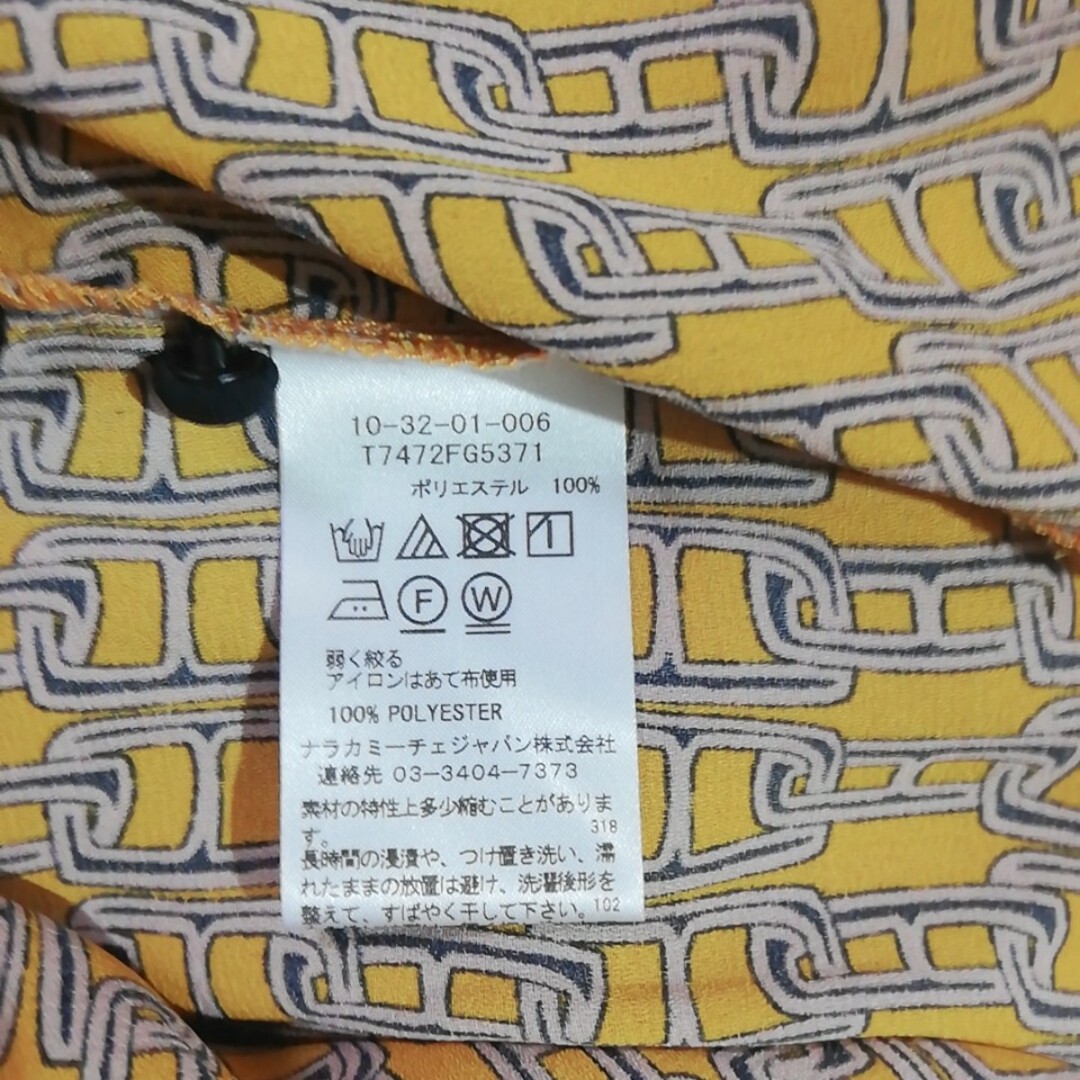 10-32-01-006
T7472FG5371
ポリエステル 100%
F W
弱く絞る
アイロンはあて布使用
100% POLYESTER
ナラカミーチェジャパン株式会社
連絡先 03-3404-7373
素材の特性上多少縮むことがありま
す。 318
長時間の浸漬や、つけ置き洗い、濡
れたままの放置は避け、洗濯後形を
整えて、すばやく干して下さい。102